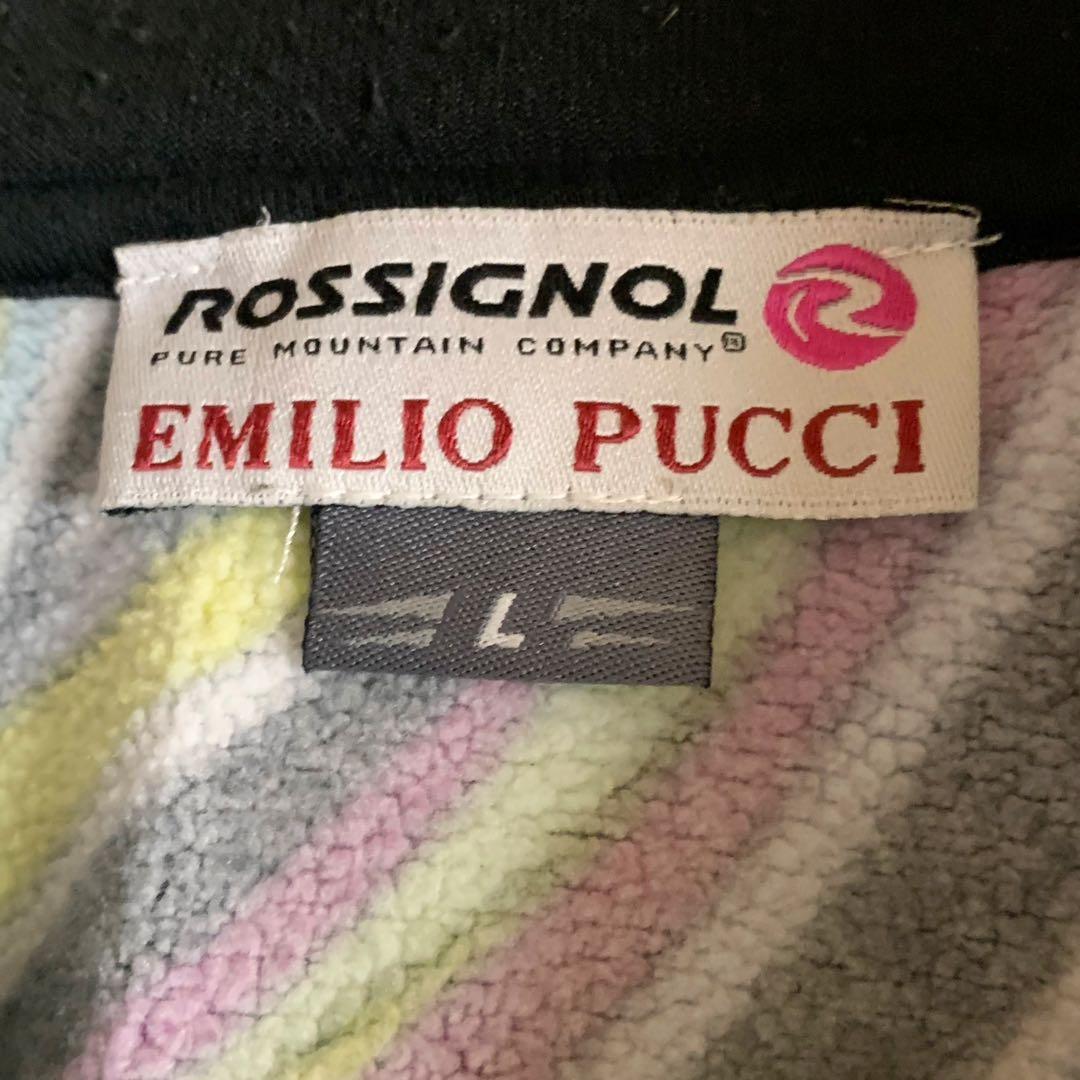 ROSSIGNOL
PURE MOUNTAIN COMPANY®
EMILIO PUCCI
L